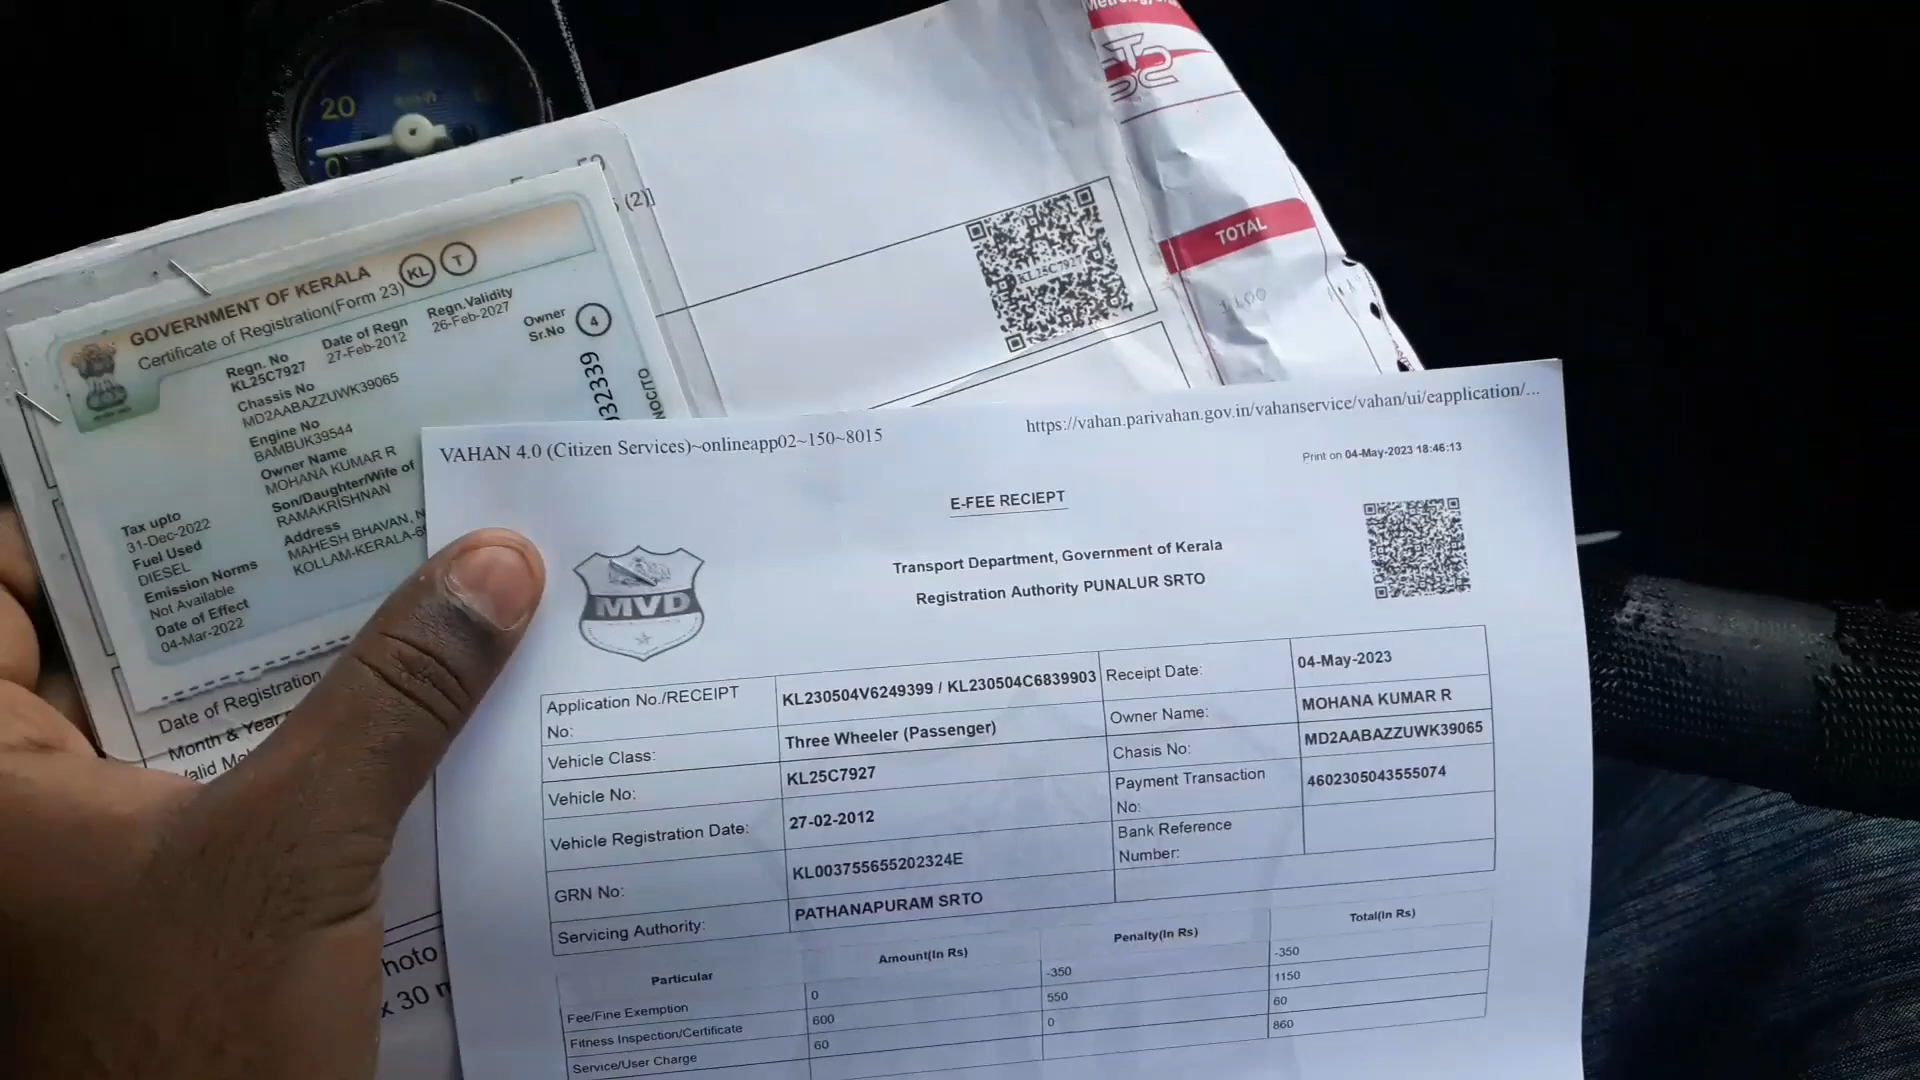 20
0
Metrology
TOTAL
1100
(2)]
KL25C7927
GOVERNMENT OF KERALA KL T
Certificate of Registration(Form 23)
Regn. No Date of Regn Regn.Validity
KL25C7927 27-Feb-2012 26-Feb-2027
Owner
Sr.No 4
Chassis No
MD2AABAZZUWK39065
Engine No
BAMBUK39544
Owner Name
MOHANA KUMAR R
Son/Daughter/Wife of
RAMAKRISHNAN
Address
MAHESH BHAVAN, N
KOLLAM-KERALA-6
Tax upto
31-Dec-2022
Fuel Used
DIESEL
Emission Norms
Not Available
Date of Effect
04-Mar-2022
32339
Date of Registration
Month & Year
hoto
x 30 m
VAHAN 4.0 (Citizen Services)~onlineapp02~150~8015
https://vahan.parivahan.gov.in/vahanservice/vahan/ui/eapplication/...
Print on 04-May-2023 18:46:13
E-FEE RECIEPT
Transport Department, Government of Kerala
Registration Authority PUNALUR SRTO
MVD
Application No./RECEIPT No: KL230504V6249399 / KL230504C6839903 Receipt Date: 04-May-2023
Vehicle Class: Three Wheeler (Passenger) Owner Name: MOHANA KUMAR R
Vehicle No: KL25C7927 Chasis No: MD2AABAZZUWK39065
Vehicle Registration Date: 27-02-2012 Payment Transaction No: 4602305043555074
GRN No: KL003755655202324E Bank Reference Number:
Servicing Authority: PATHANAPURAM SRTO
Particular Amount(In Rs) Penalty(In Rs) Total(In Rs)
Fee/Fine Exemption 0 -350 -350
Fitness Inspection/Certificate 600 550 1150
Service/User Charge 60 0 60
860